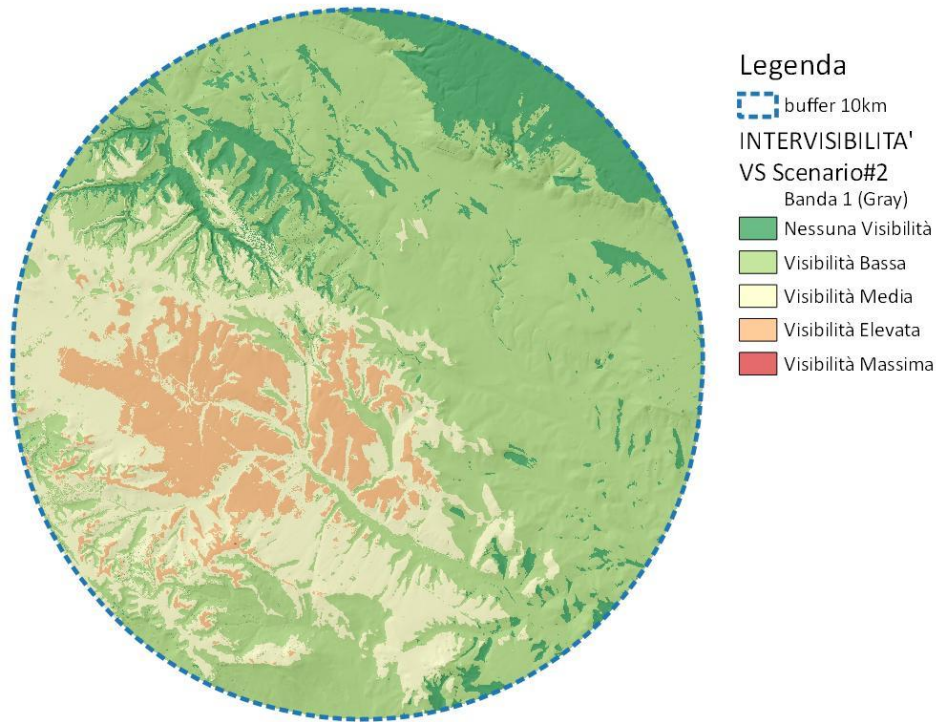 Legenda
buffer 10km
INTERVISIBILITA'
VS Scenario#2
Banda 1 (Gray)
Nessuna Visibilità
Visibilità Bassa
Visibilità Media
Visibilità Elevata
Visibilità Massima